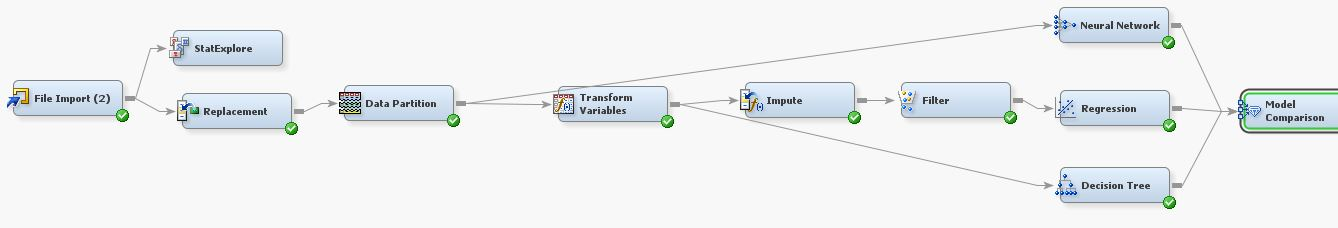 File Import (2)
StatExplore
Replacement
Data Partition
Transform
Variables
Impute
Filter
Neural Network
Regression
Decision Tree
Model
Comparison